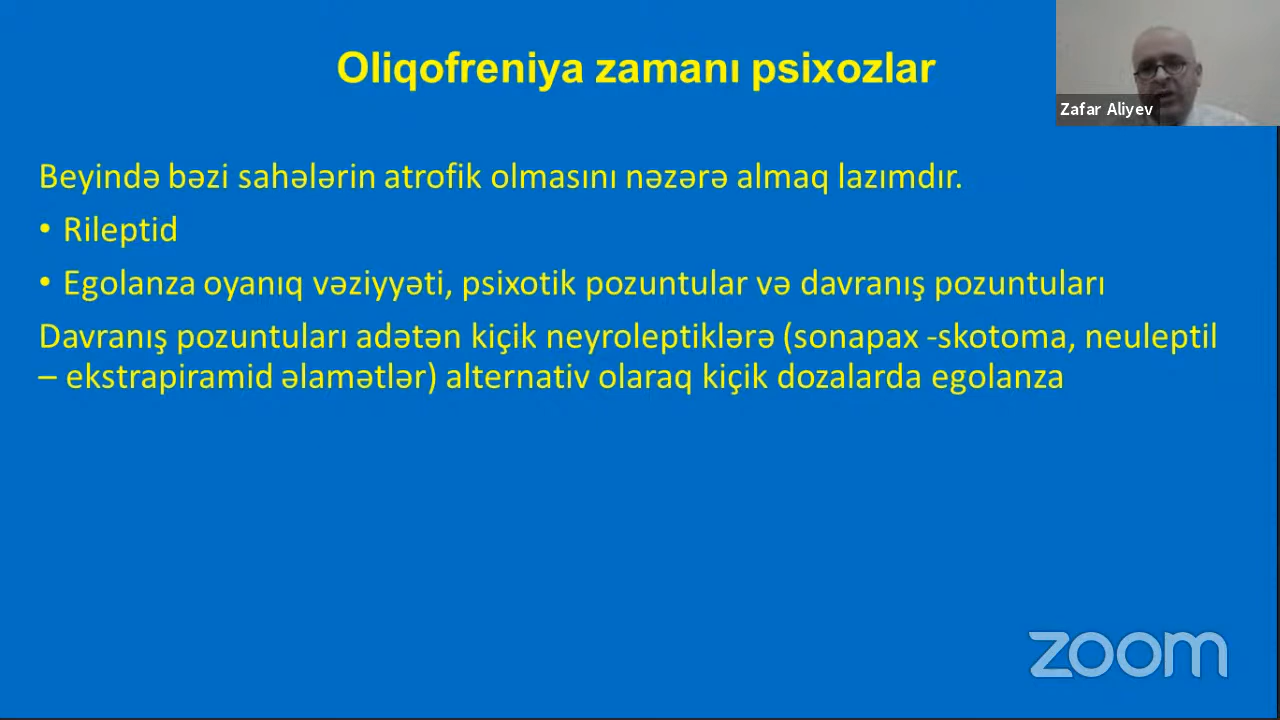 Oliqofreniya zamanı psixozlar
Zafar Aliyev
Beyində bəzi sahələrin atrofik olmasını nəzərə almaq lazımdır.
• Rileptid
• Egolanza oyanıq vəziyyəti, psixotik pozuntular və davranış pozuntuları
Davranış pozuntuları adətən kiçik neyroleptiklərə (sonapax -skotoma, neuleptil
– ekstrapiramid əlamətlər) alternativ olaraq kiçik dozalarda egolanza
zoom